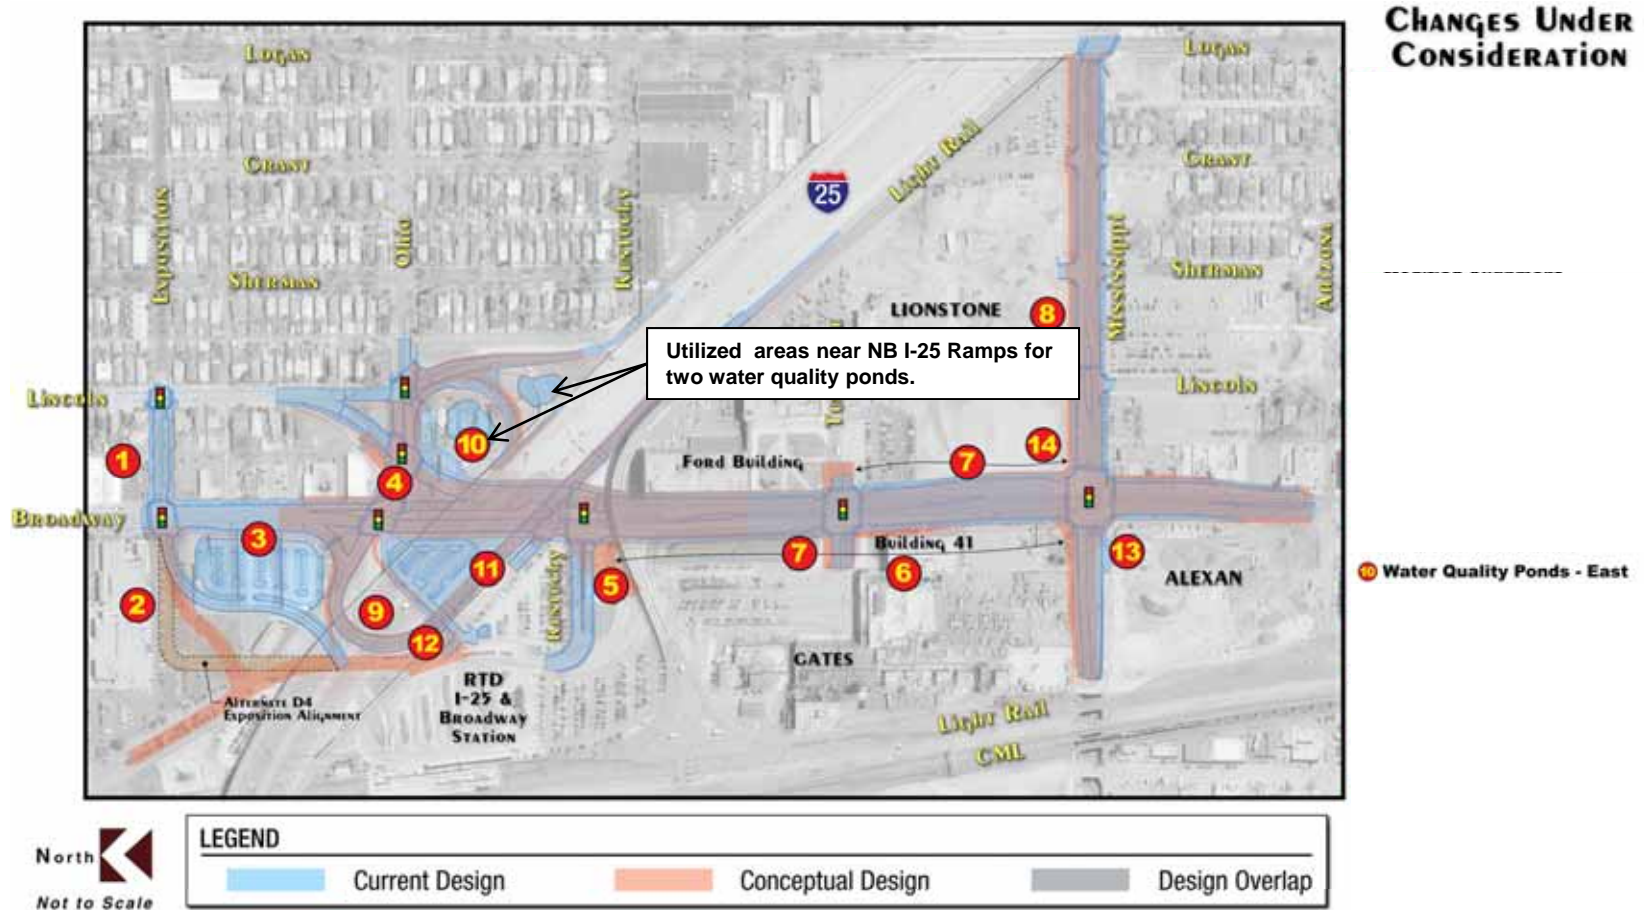 Changes Under
Consideration
Logan
Logan
Grant
Grant
Sherman
Sherman
Lincoln
Lincoln
Broadway
Exposition
Ohio
Kentucky
Kentucky
Mississippi
Arizona
25
Light Rail
LIONSTONE
8
Utilized areas near NB I-25 Ramps for
two water quality ponds.
1
10
14
7
4
Ford Building
3
7
Building 41
13
11
6
5
ALEXAN
2
9
12
10 Water Quality Ponds - East
GATES
RTD
I-25 &
Broadway
Station
Alternate D4
Exposition Alignment
Light Rail
CML
North
Not to Scale
LEGEND
Current Design
Conceptual Design
Design Overlap